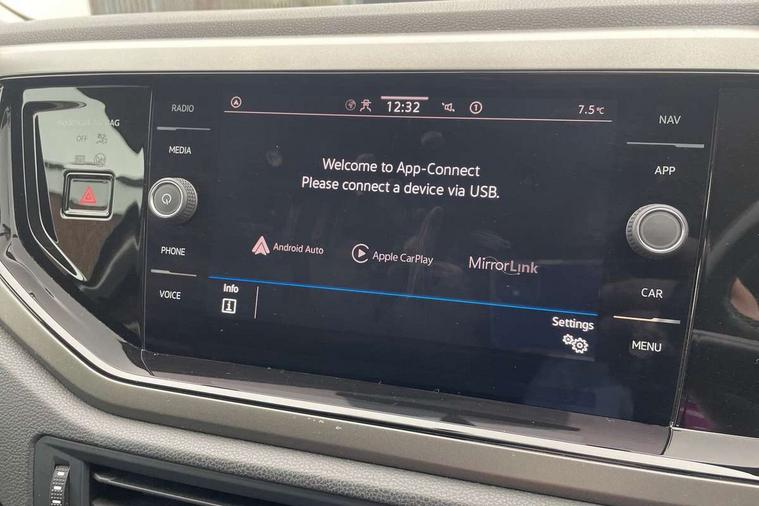 RADIO
MEDIA
PHONE
VOICE
OFF
12:32
7.5°C
Welcome to App-Connect
Please connect a device via USB.
Android Auto
Apple CarPlay
MirrorLink
Info
Settings
NAV
APP
CAR
MENU